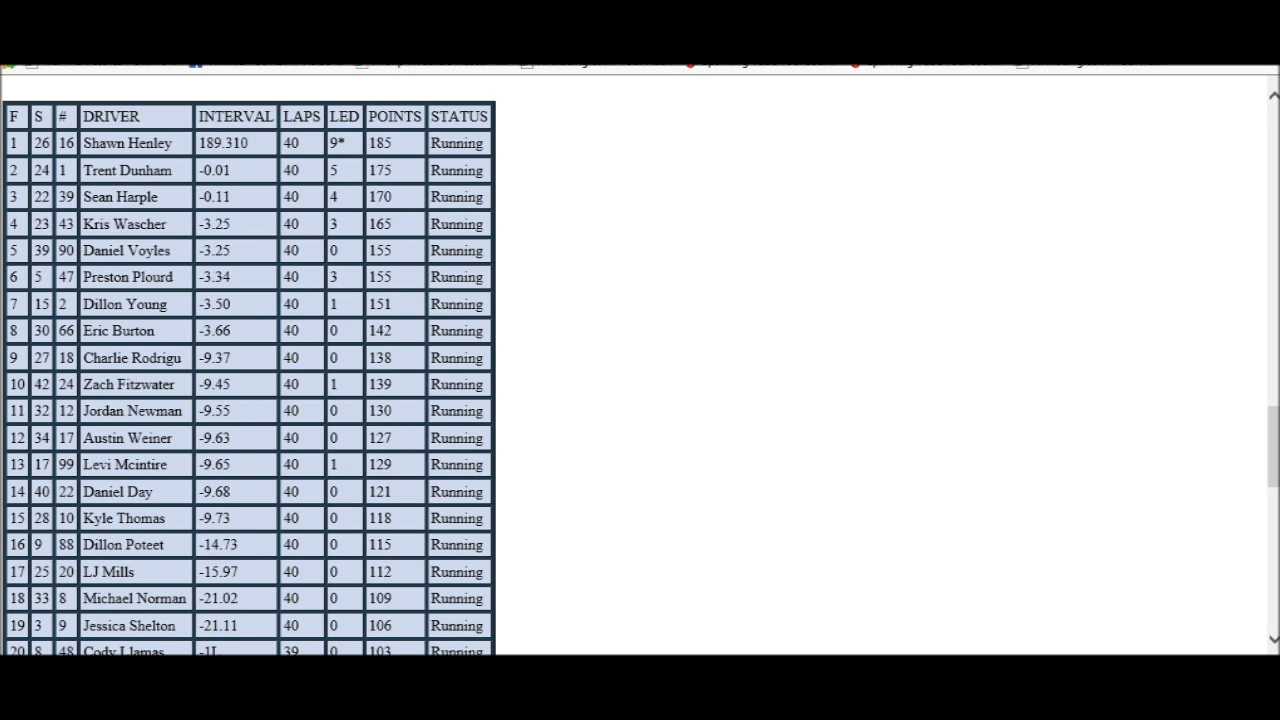 F S # DRIVER INTERVAL LAPS LED POINTS STATUS
1 26 16 Shawn Henley 189.310 40 9* 185 Running
2 24 1 Trent Dunham -0.01 40 5 175 Running
3 22 39 Sean Harple -0.11 40 4 170 Running
4 23 43 Kris Wascher -3.25 40 3 165 Running
5 39 90 Daniel Voyles -3.25 40 0 155 Running
6 5 47 Preston Plourd -3.34 40 3 155 Running
7 15 2 Dillon Young -3.50 40 1 151 Running
8 30 66 Eric Burton -3.66 40 0 142 Running
9 27 18 Charlie Rodrigu -9.37 40 0 138 Running
10 42 24 Zach Fitzwater -9.45 40 1 139 Running
11 32 12 Jordan Newman -9.55 40 0 130 Running
12 34 17 Austin Weiner -9.63 40 0 127 Running
13 17 99 Levi Mcintire -9.65 40 1 129 Running
14 40 22 Daniel Day -9.68 40 0 121 Running
15 28 10 Kyle Thomas -9.73 40 0 118 Running
16 9 88 Dillon Poteet -14.73 40 0 115 Running
17 25 20 LJ Mills -15.97 40 0 112 Running
18 33 8 Michael Norman -21.02 40 0 109 Running
19 3 9 Jessica Shelton -21.11 40 0 106 Running
20 8 48 Cody Llamas -1L 39 0 103 Running